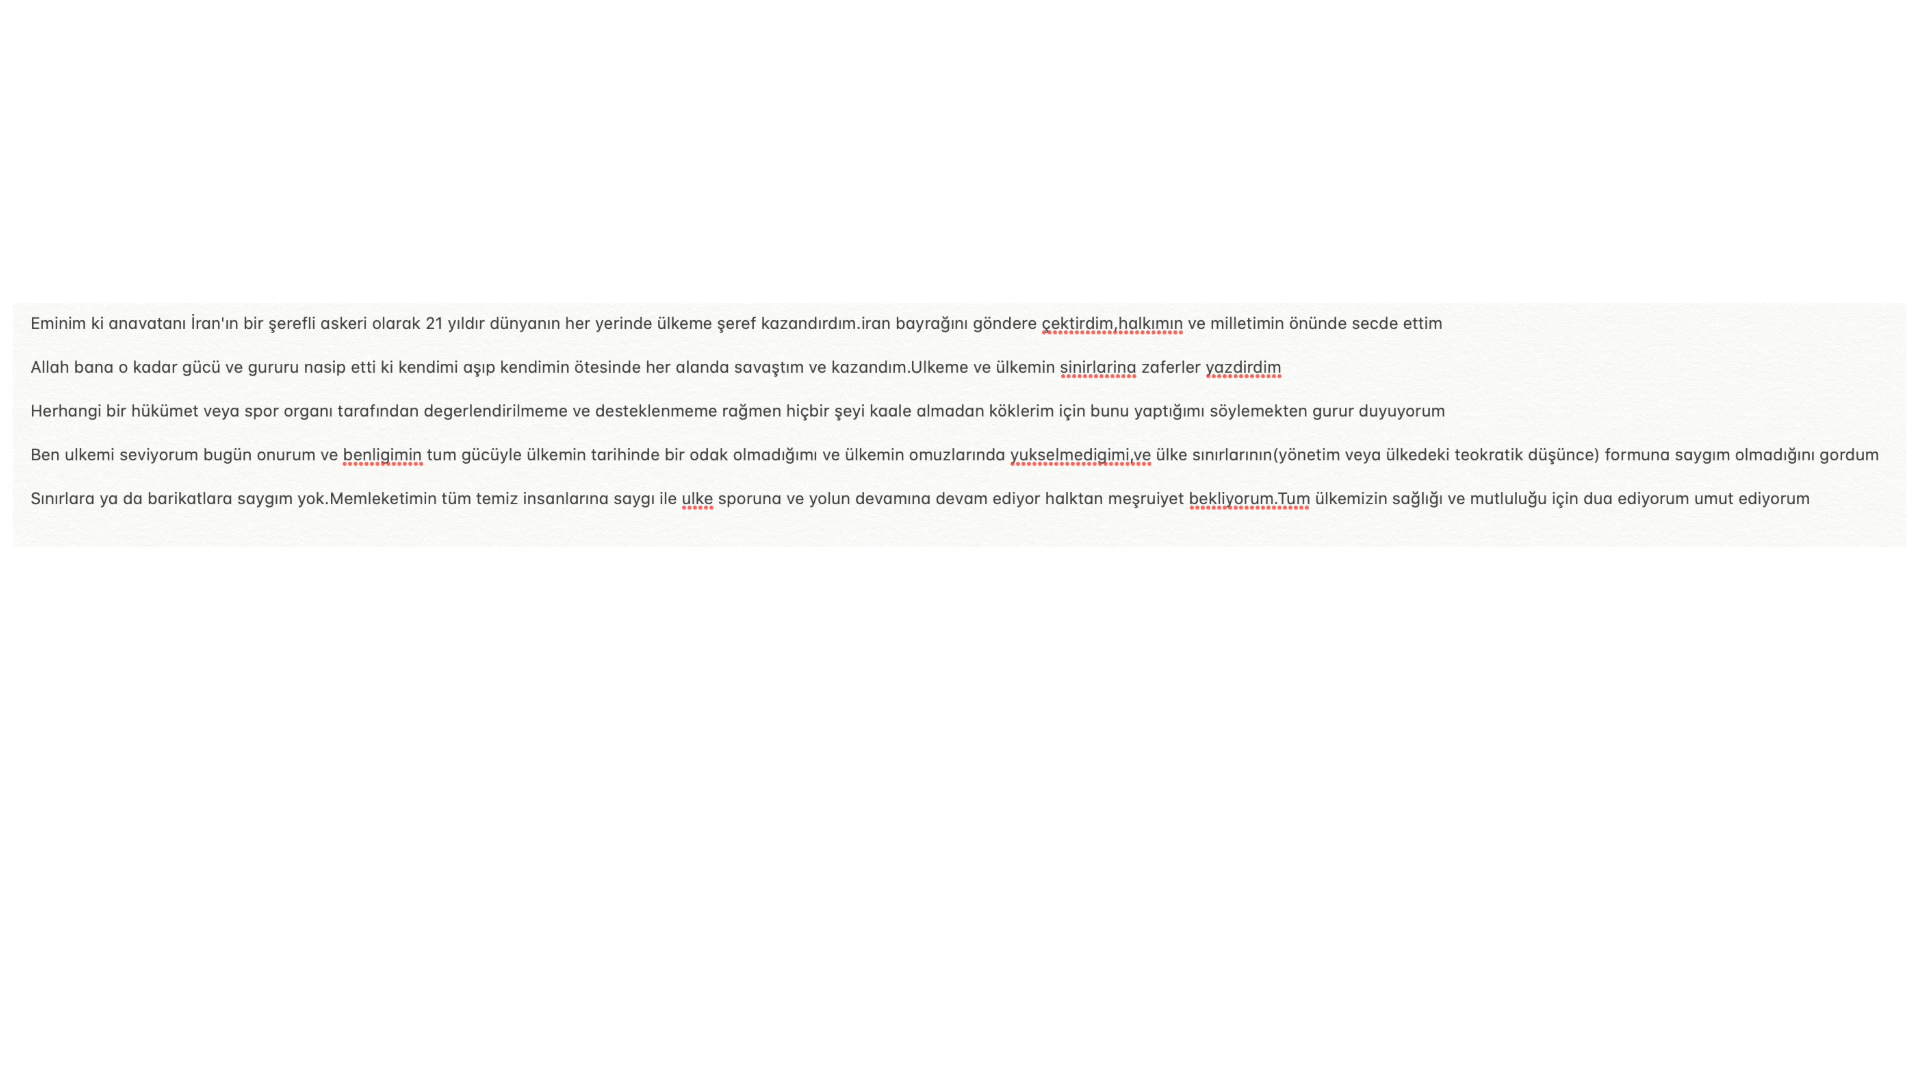 Eminim ki anavatanı İran'ın bir şerefli askeri olarak 21 yıldır dünyanın her yerinde ülkeme şeref kazandırdım.iran bayrağını göndere çektirdim,halkımın ve milletimin önünde secde ettim
Allah bana o kadar gücü ve gururu nasip etti ki kendimi aşıp kendimin ötesinde her alanda savaştım ve kazandım.Ulkeme ve ülkemin sinirlarina zaferler yazdirdim
Herhangi bir hükümet veya spor organı tarafından degerlendirilmeme ve desteklenmeme rağmen hiçbir şeyi kaale almadan köklerim için bunu yaptığımı söylemekten gurur duyuyorum
Ben ulkemi seviyorum bugün onurum ve benligimin tum gücüyle ülkemin tarihinde bir odak olmadığımı ve ülkemin omuzlarında yukselmedigimi,ve ülke sınırlarının(yönetim veya ülkedeki teokratik düşünce) formuna saygım olmadığını gordum
Sınırlara ya da barikatlara saygım yok.Memleketimin tüm temiz insanlarına saygı ile ulke sporuna ve yolun devamına devam ediyor halktan meşruiyet bekliyorum.Tum ülkemizin sağlığı ve mutluluğu için dua ediyorum umut ediyorum